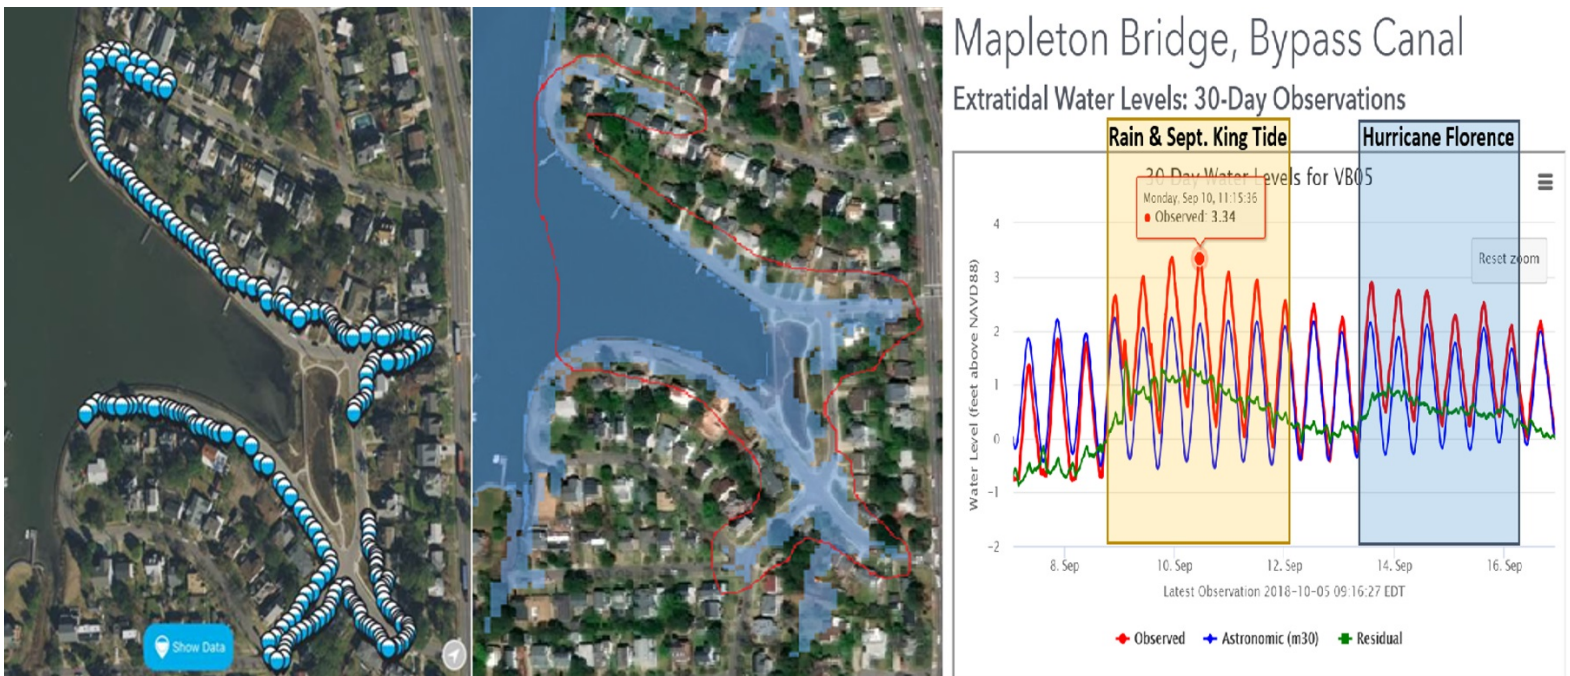 Show Data
Mapleton Bridge, Bypass Canal
Extratidal Water Levels: 30-Day Observations
Rain & Sept. King Tide
Hurricane Florence
30 Day Water Levels for VB05
Monday, Sep 10, 11:15:36
Observed: 3.34
Reset zoom
Water Level (feet above NAVD88)
4
3
2
1
0
-1
-2
8. Sep
10. Sep
12. Sep
14. Sep
16. Sep
Latest Observation 2018-10-05 09:16:27 EDT
Observed
Astronomic (m30)
Residual